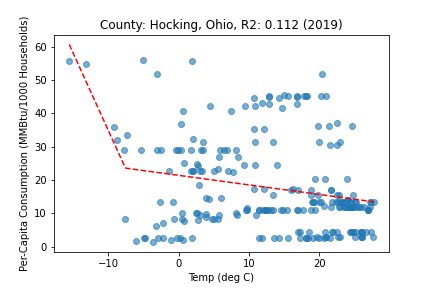 County: Hocking, Ohio, R2: 0.112 (2019)
Per-Capita Consumption (MMBtu/1000 Households)
60
50
40
30
20
10
0
−10 0 10 20
Temp (deg C)